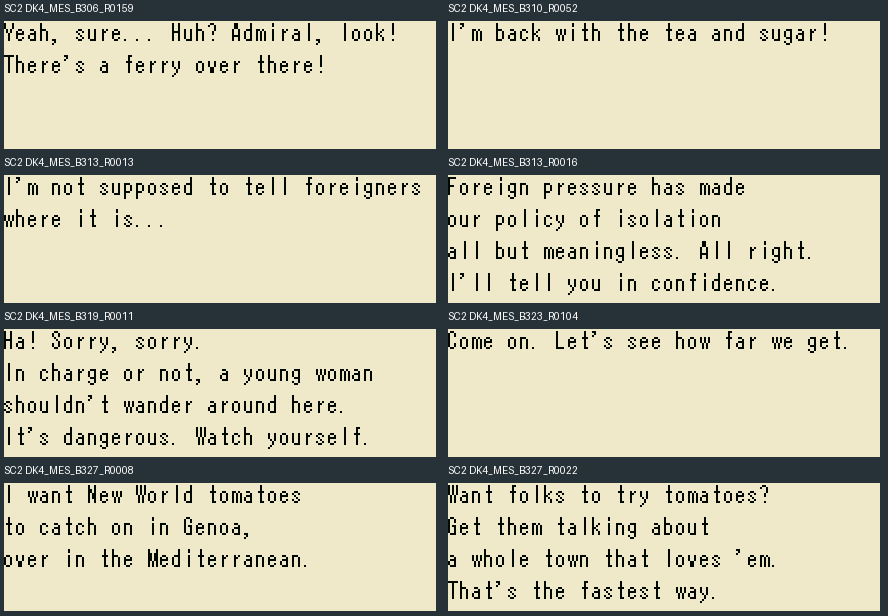 SC2 DK4_MES_B306_R0159
Yeah, sure... Huh? Admiral, look!
There's a ferry over there!
SC2 DK4_MES_B310_R0052
I'm back with the tea and sugar!
SC2 DK4_MES_B313_R0013
I'm not supposed to tell foreigners
where it is...
SC2 DK4_MES_B313_R0016
Foreign pressure has made
our policy of isolation
all but meaningless. All right.
I'll tell you in confidence.
SC2 DK4_MES_B319_R0011
Ha! Sorry, sorry.
In charge or not, a young woman
shouldn't wander around here.
It's dangerous. Watch yourself.
SC2 DK4_MES_B323_R0104
Come on. Let's see how far we get.
SC2 DK4_MES_B327_R0008
I want New World tomatoes
to catch on in Genoa,
over in the Mediterranean.
SC2 DK4_MES_B327_R0022
Want folks to try tomatoes?
Get them talking about
a whole town that loves 'em.
That's the fastest way.